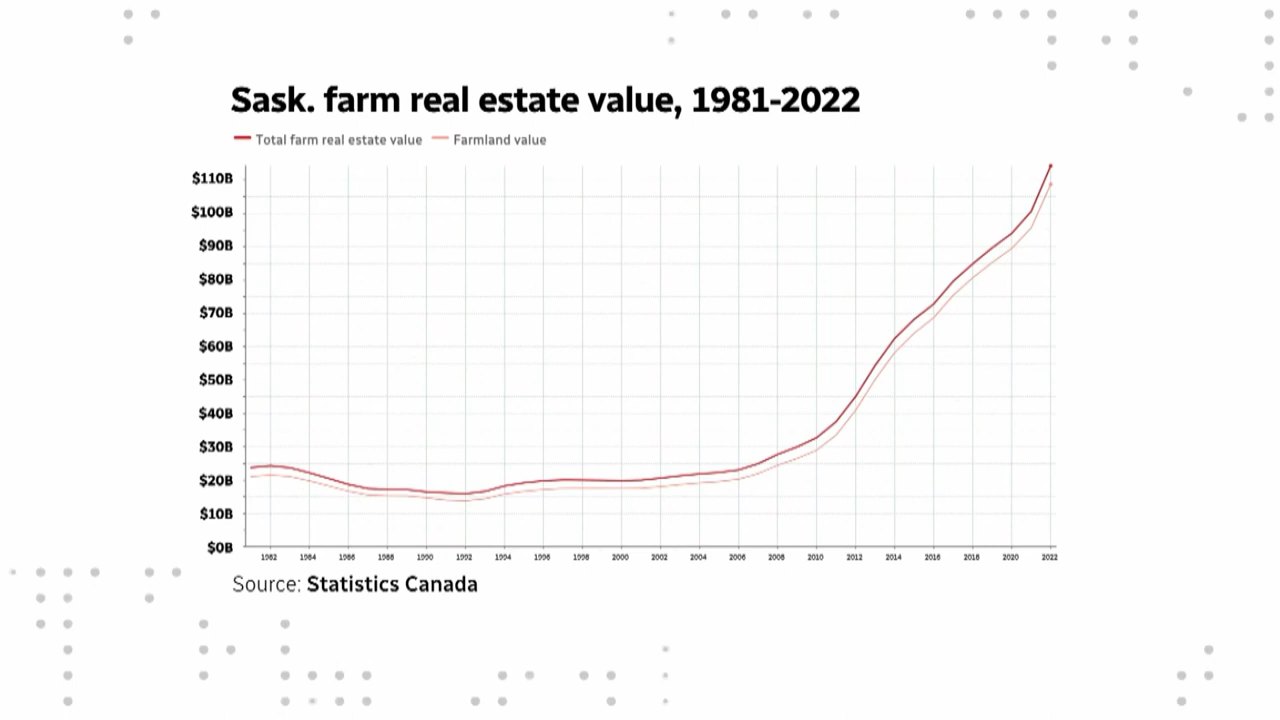 Sask. farm real estate value, 1981-2022
Total farm real estate value Farmland value
$110B
$100B
$90B
$80B
$70B
$60B
$50B
$40B
$30B
$20B
$10B
$0B
1982 1984 1986 1988 1990 1992 1994 1996 1998 2000 2002 2004 2006 2008 2010 2012 2014 2016 2018 2020 2022
Source: Statistics Canada